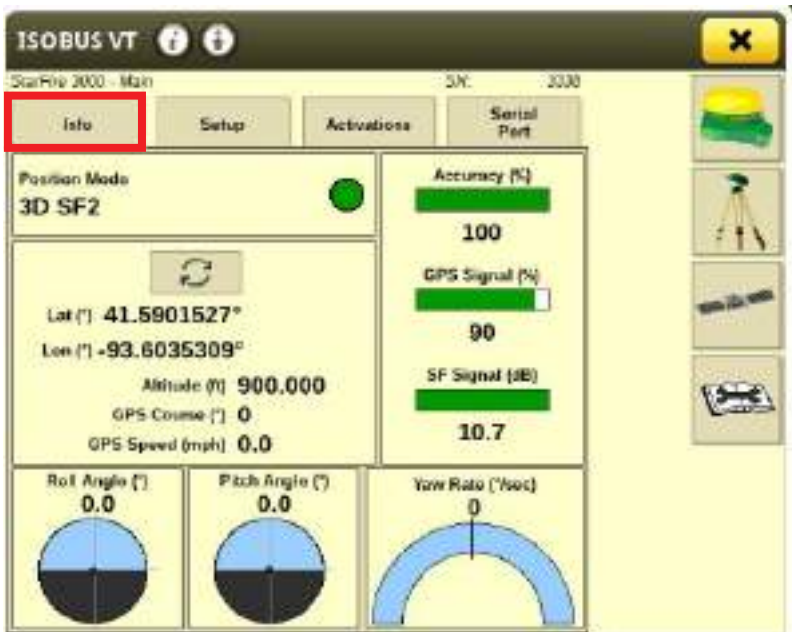 ISOBUS VT
StarFire 3000 - Main
S/N:
Info
Setup
Activations
Serial
Port
Position Mode
3D SF2
Lat (°) 41.5901527°
Lon (°) -93.6035309°
Altitude (ft) 900.000
GPS Course (°) 0
GPS Speed (mph) 0.0
Accuracy (%)
100
GPS Signal (%)
90
SF Signal (dB)
10.7
Roll Angle (°)
0.0
Pitch Angle (°)
0.0
Yaw Rate (°/sec)
0